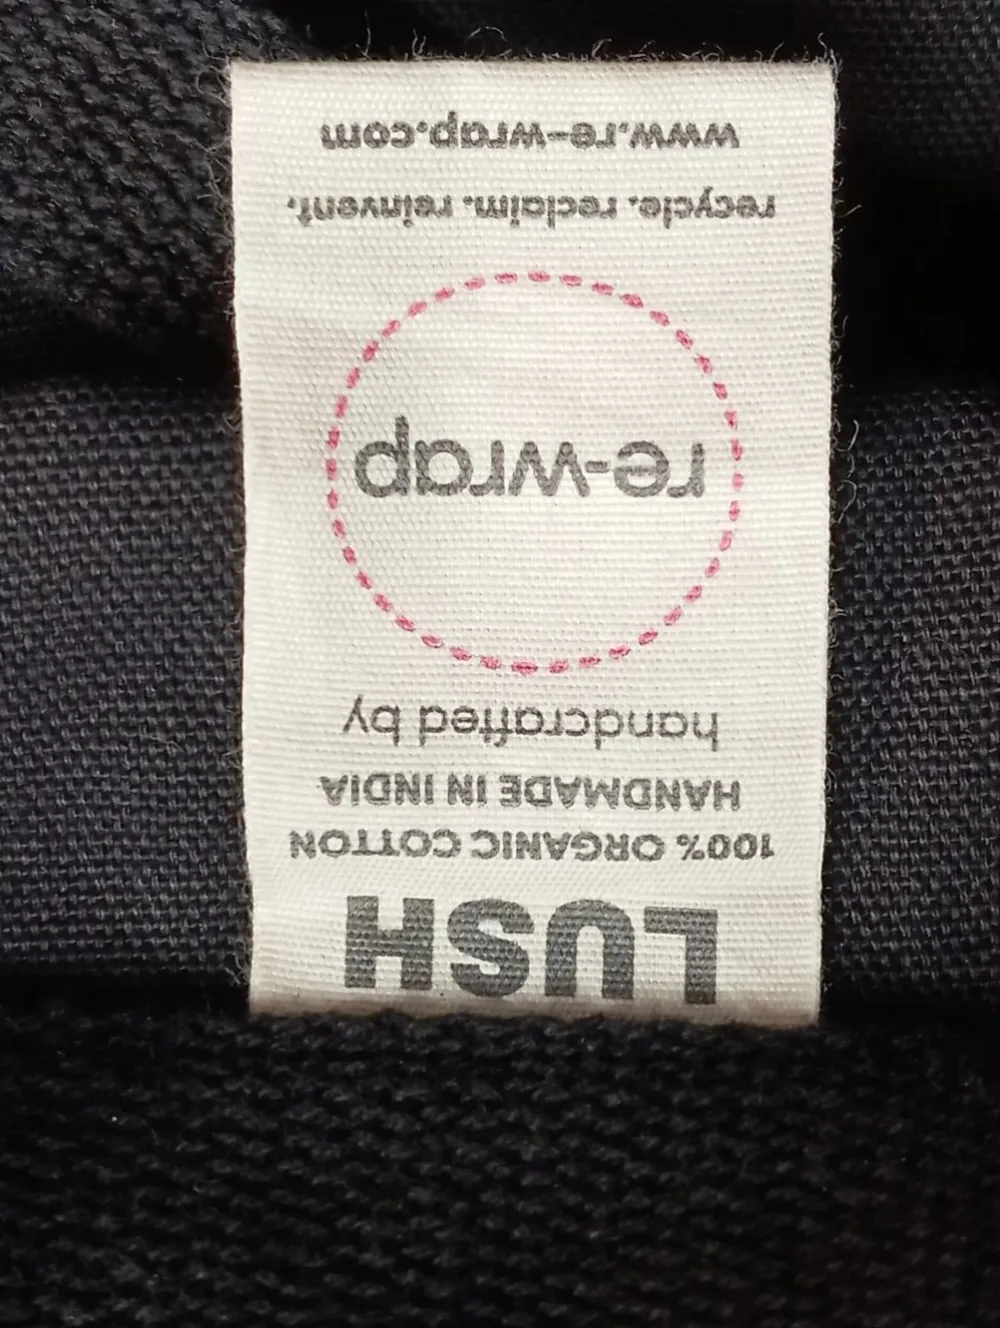 LUSH
100% ORGANIC COTTON
HANDMADE IN INDIA
handcrafted by
re-wrap
recycle. reclaim. reinvent.
www.re-wrap.com